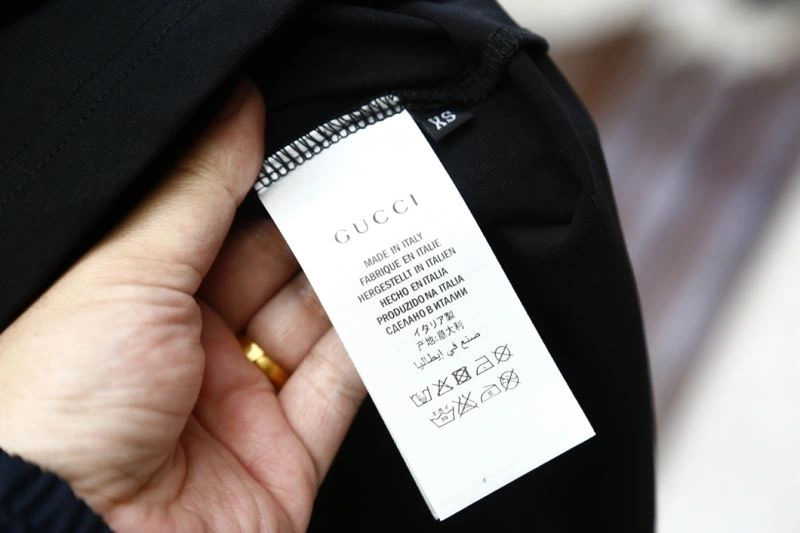 XS
GUCCI
MADE IN ITALY
FABRIQUE EN ITALIE
HERGESTELLT IN ITALIEN
HECHO EN ITALIA
PRODUZIDO NA ITALIA
СДЕЛАНО В ИТАЛИИ
イタリア製
产地:意大利
صنع في إيطاليا